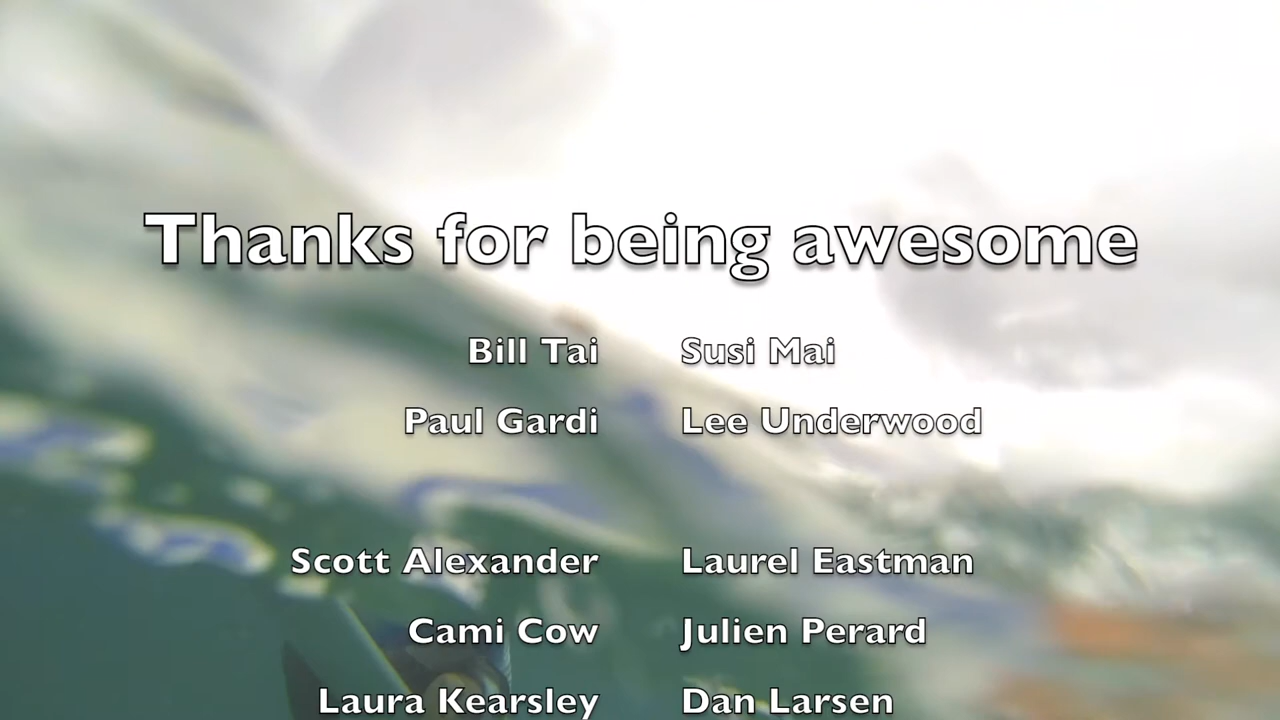 Thanks for being awesome
Bill Tai Susi Mai
Paul Gardi Lee Underwood
Scott Alexander Laurel Eastman
Cami Cow Julien Perard
Laura Kearsley Dan Larsen